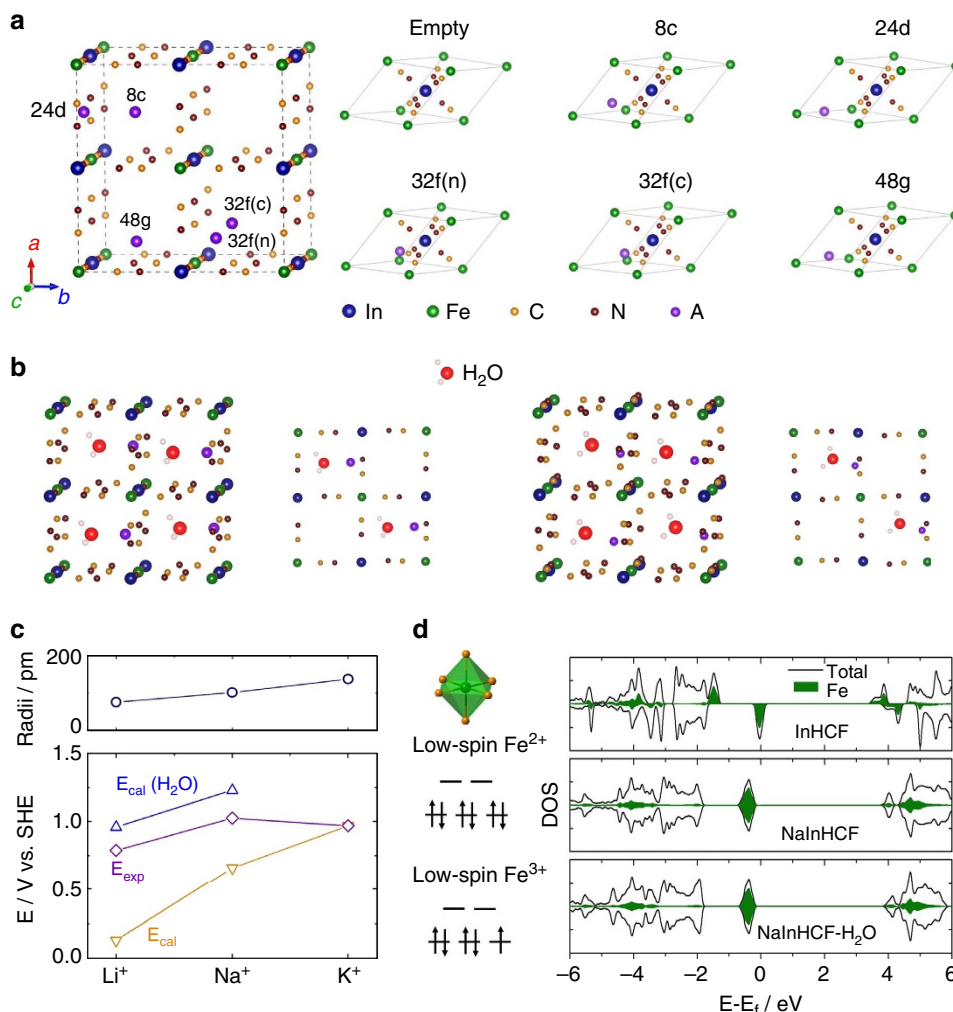 a
Empty
8c
24d
24d
8c
48g
32f(c)
32f(n)
32f(n)
32f(c)
48g
a
b
c
In
Fe
C
N
A
b
H2O
c
200
0
Radii / pm
1.5
1.0
0.5
0.0
E / V vs. SHE
Ecal (H2O)
Eexp
Ecal
Li+
Na+
K+
d
Low-spin Fe2+
Low-spin Fe3+
DOS
Total
Fe
InHCF
NaInHCF
NaInHCF-H2O
−6
−4
−2
0
2
4
6
E-Ef / eV